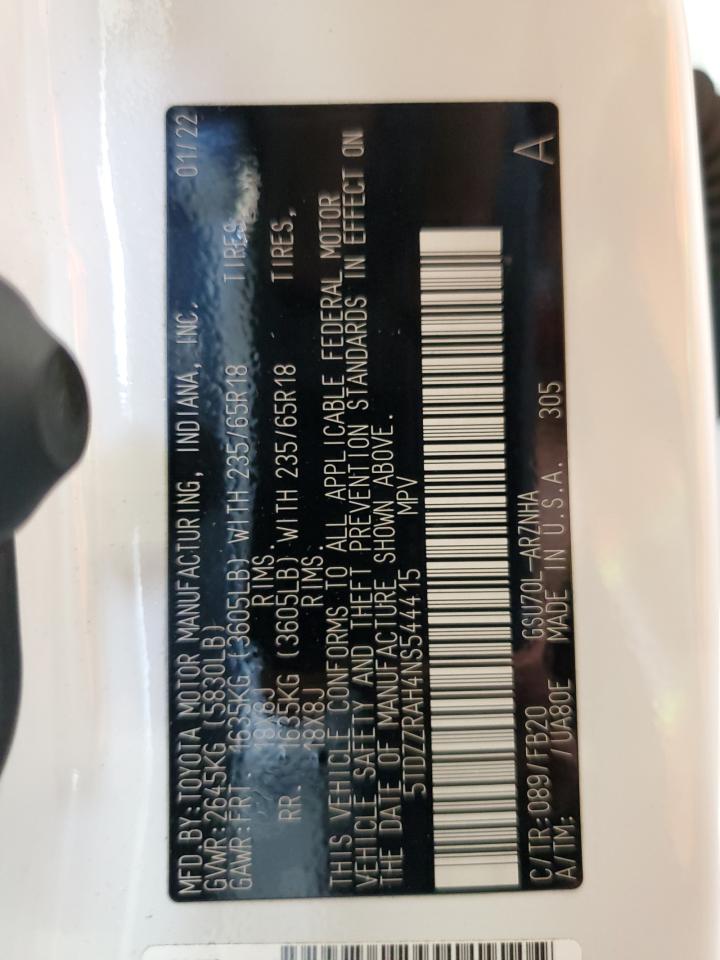 MFD.BY:TOYOTA MOTOR MANUFACTURING, INDIANA, INC. 01/22
GVWR:2645KG (5830LB)
GAWR:FRT. 1635KG (3605LB) WITH 235/65R18 TIRES,
18X8J RIMS.
RR. 1635KG (3605LB) WITH 235/65R18 TIRES,
18X8J RIMS.
THIS VEHICLE CONFORMS TO ALL APPLICABLE FEDERAL MOTOR
VEHICLE SAFETY AND THEFT PREVENTION STANDARDS IN EFFECT ON
THE DATE OF MANUFACTURE SHOWN ABOVE.
5TDZZRAH4NS544415 MPV
C/TR:089/FB20 GSU70L-ARZNHA A
A/TM: /UA80E MADE IN U.S.A. 305